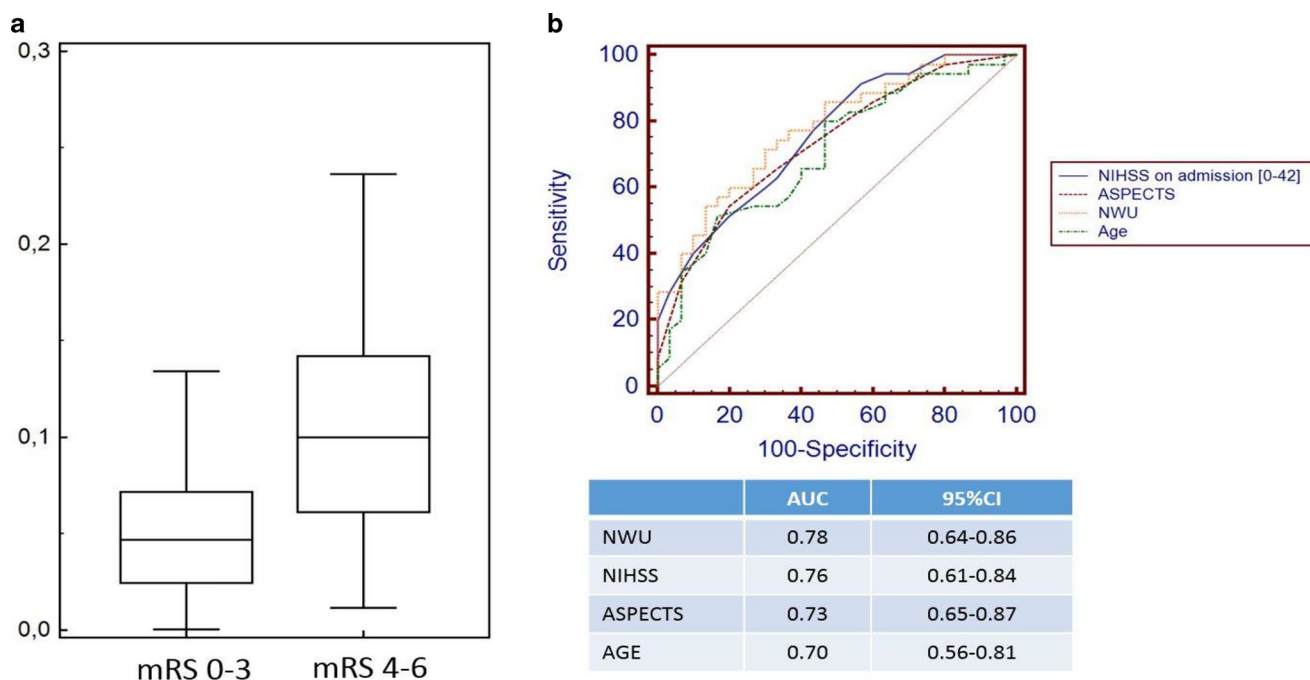 a
0,3
0,2
0,1
0,0
mRS 0-3 mRS 4-6
b
100
80
60
40
20
0
Sensitivity
0 20 40 60 80 100
100-Specificity
NIHSS on admission [0-42]
ASPECTS
NWU
Age
AUC 95%CI
NWU 0.78 0.64-0.86
NIHSS 0.76 0.61-0.84
ASPECTS 0.73 0.65-0.87
AGE 0.70 0.56-0.81